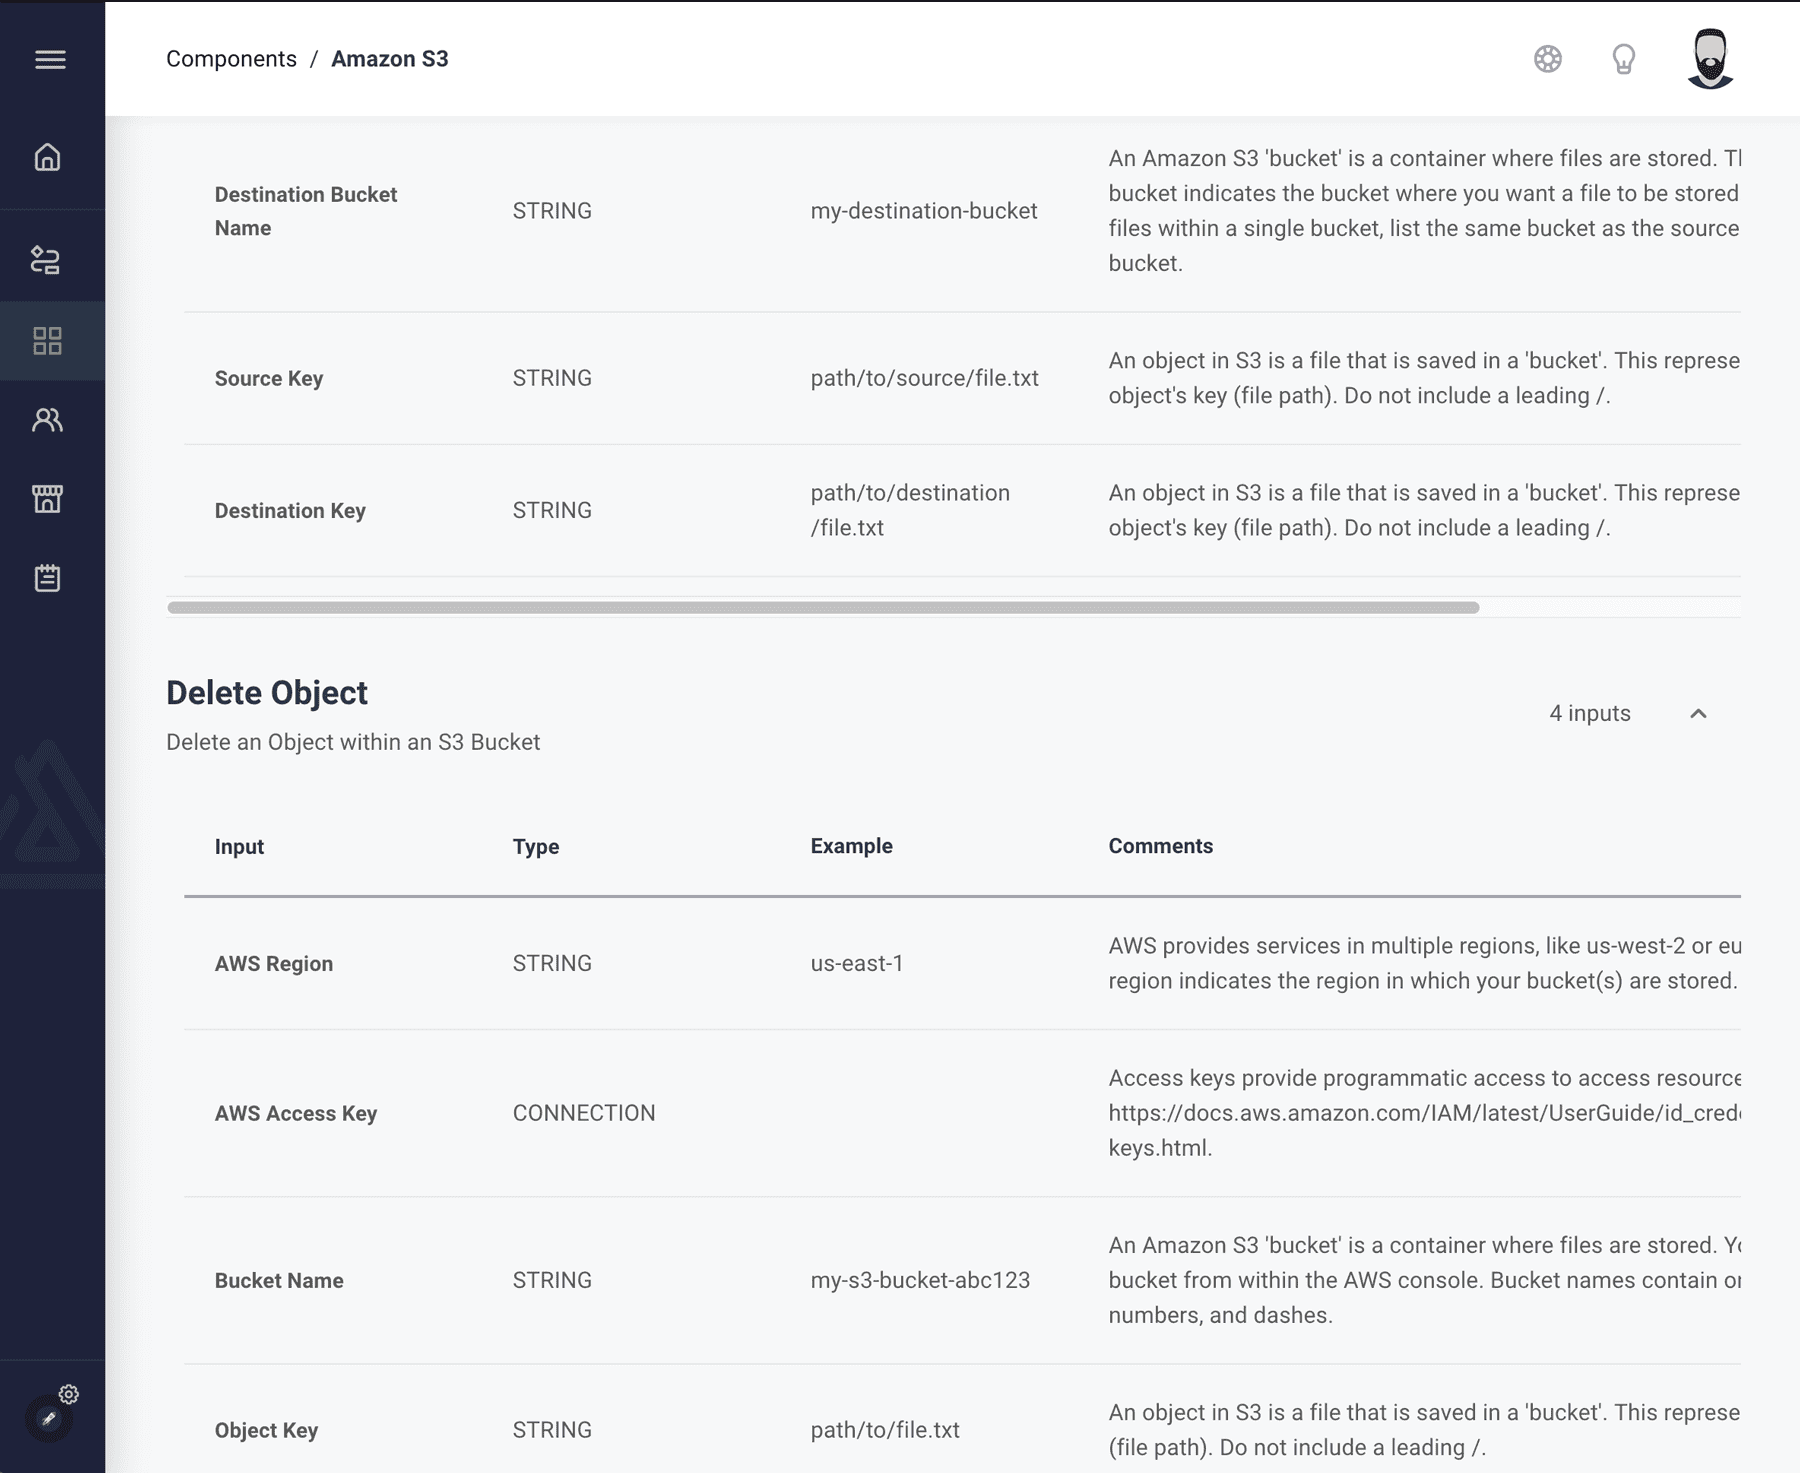 Components / Amazon S3
Destination Bucket
Name
STRING
my-destination-bucket
An Amazon S3 'bucket' is a container where files are stored.
bucket indicates the bucket where you want a file to be stored
files within a single bucket, list the same bucket as the source
bucket.
Source Key
STRING
path/to/source/file.txt
An object in S3 is a file that is saved in a 'bucket'. This represe
object's key (file path). Do not include a leading /.
Destination Key
STRING
path/to/destination
/file.txt
An object in S3 is a file that is saved in a 'bucket'. This represe
object's key (file path). Do not include a leading /.
Delete Object
Delete an Object within an S3 Bucket
4 inputs
Input
Type
Example
Comments
AWS Region
STRING
us-east-1
AWS provides services in multiple regions, like us-west-2 or eu
region indicates the region in which your bucket(s) are stored.
AWS Access Key
CONNECTION
Access keys provide programmatic access to access resource
https://docs.aws.amazon.com/IAM/latest/UserGuide/id_cred
keys.html.
Bucket Name
STRING
my-s3-bucket-abc123
An Amazon S3 'bucket' is a container where files are stored.
bucket from within the AWS console. Bucket names contain
numbers, and dashes.
Object Key
STRING
path/to/file.txt
An object in S3 is a file that is saved in a 'bucket'. This represe
(file path). Do not include a leading /.